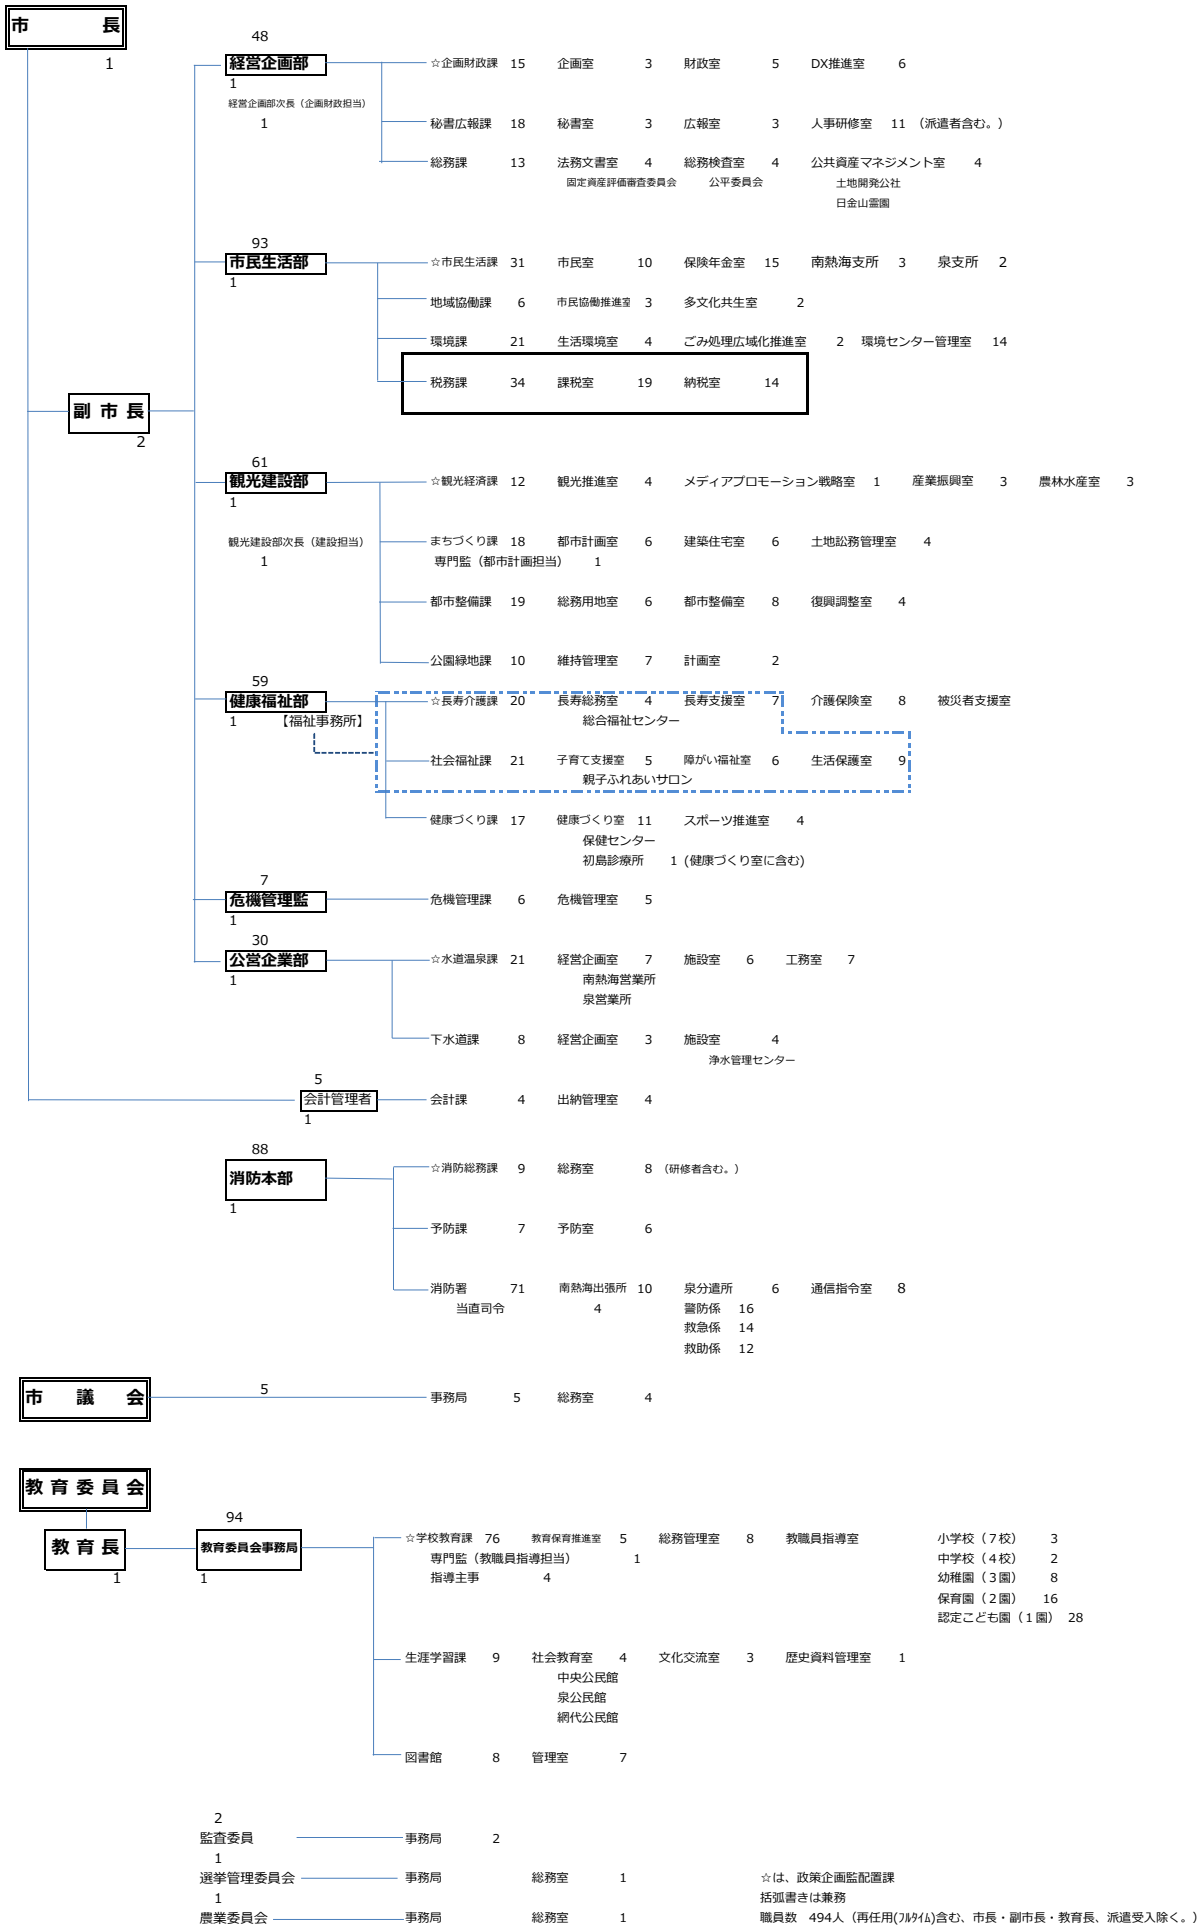 市　　　　長
1
48
経営企画部　☆企画財政課 15 企画室 3 財政室 5 DX推進室 6
1
経営企画部次長（企画財政担当）
1　秘書広報課 18 秘書室 3 広報室 3 人事研修室 11 （派遣者含む。）
総務課 13 法務文書室 4 総務検査室 4 公共資産マネジメント室 4
固定資産評価審査委員会　公平委員会　土地開発公社
日金山霊園
93
市民生活部　☆市民生活課 31 市民室 10 保険年金室 15 南熱海支所 3 泉支所 2
1
地域協働課 6 市民協働推進室 3 多文化共生室 2
環境課 21 生活環境室 4 ごみ処理広域化推進室 2 環境センター管理室 14
税務課 34 課税室 19 納税室 14
副 市 長
2
61
観光建設部　☆観光経済課 12 観光推進室 4 メディアプロモーション戦略室 1 産業振興室 3 農林水産室 3
1
観光建設部次長（建設担当）　まちづくり課 18 都市計画室 6 建築住宅室 6 土地訟務管理室 4
1　専門監（都市計画担当） 1
都市整備課 19 総務用地室 6 都市整備室 8 復興調整室 4
公園緑地課 10 維持管理室 7 計画室 2
59
健康福祉部　☆長寿介護課 20 長寿総務室 4 長寿支援室 7 介護保険室 8 被災者支援室
1　【福祉事務所】　総合福祉センター
社会福祉課 21 子育て支援室 5 障がい福祉室 6 生活保護室 9
親子ふれあいサロン
健康づくり課 17 健康づくり室 11 スポーツ推進室 4
保健センター
初島診療所 1 (健康づくり室に含む)
7
危機管理監　危機管理課 6 危機管理室 5
1
30
公営企業部　☆水道温泉課 21 経営企画室 7 施設室 6 工務室 7
1　南熱海営業所
泉営業所
下水道課 8 経営企画室 3 施設室 4
浄水管理センター
5
会計管理者　会計課 4 出納管理室 4
1
88
消防本部　☆消防総務課 9 総務室 8 （研修者含む。）
1
予防課 7 予防室 6
消防署 71 南熱海出張所 10 泉分遣所 6 通信指令室 8
当直司令 4 警防係 16
救急係 14
救助係 12
市　議　会　5　事務局 5 総務室 4
教 育 委 員 会
94
教 育 長　教育委員会事務局　☆学校教育課 76 教育保育推進室 5 総務管理室 8 教職員指導室　小学校（７校） 3
1　1　専門監（教職員指導担当） 1　中学校（４校） 2
指導主事 4　幼稚園（３園） 8
保育園（２園） 16
認定こども園（１園） 28
生涯学習課 9 社会教育室 4 文化交流室 3 歴史資料管理室 1
中央公民館
泉公民館
網代公民館
図書館 8 管理室 7
2
監査委員　事務局 2
1
選挙管理委員会　事務局　総務室 1　☆は、政策企画監配置課
1　括弧書きは兼務
農業委員会　事務局　総務室 1　職員数　494人（再任用(ﾌﾙﾀｲﾑ)含む、市長・副市長・教育長、派遣受入除く。）